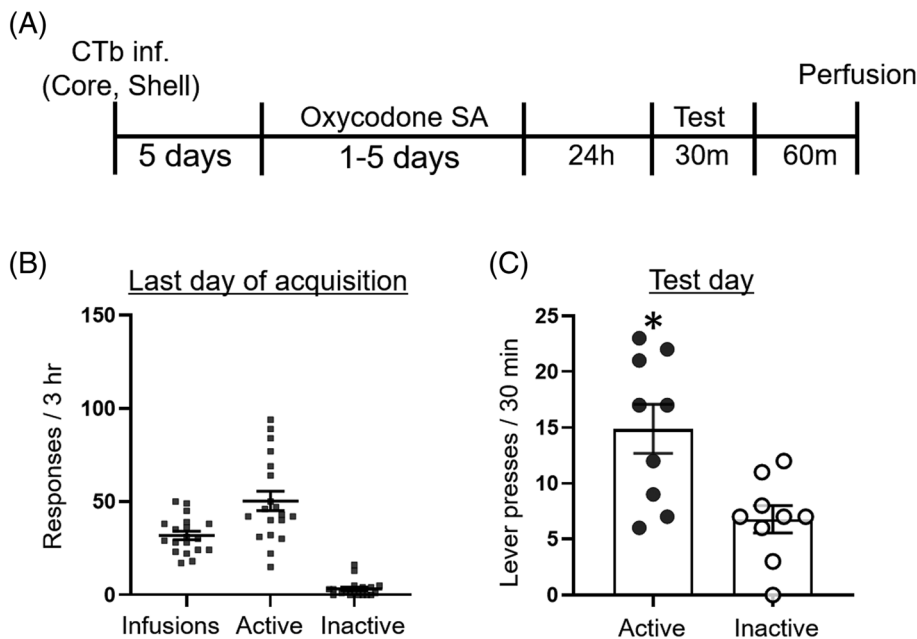 (A)
CTb inf.
(Core, Shell)
Perfusion
Oxycodone SA
Test
5 days
1-5 days
24h
30m
60m
(B)
Last day of acquisition
Responses / 3 hr
150
100
50
0
Infusions
Active
Inactive
(C)
Test day
*
Lever presses / 30 min
25
20
15
10
5
0
Active
Inactive